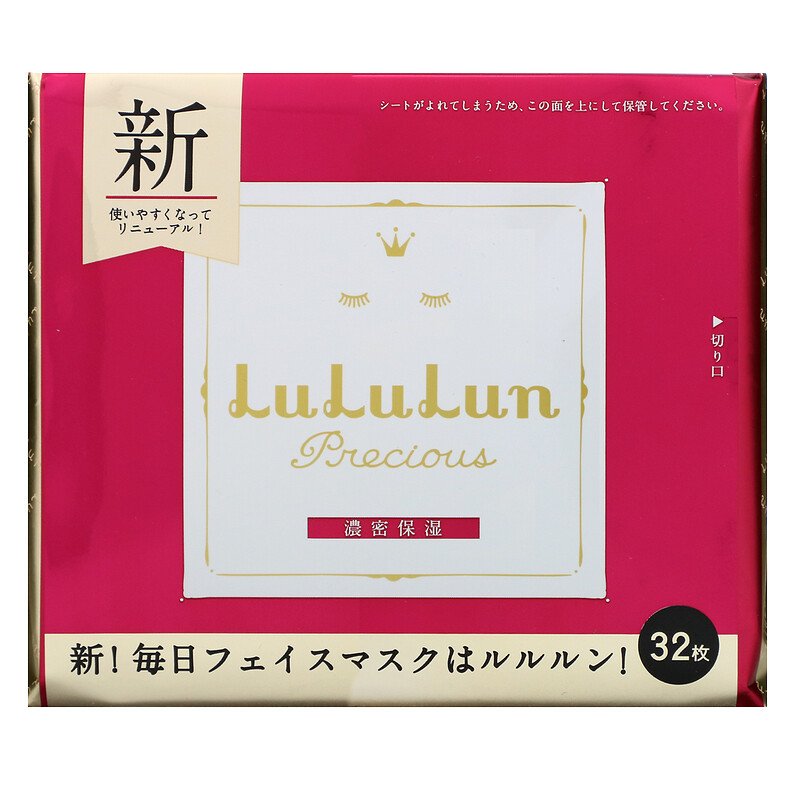 シートがよれてしまうため、この面を上にして保管してください。
新
使いやすくなって
リニューアル!
LuLuLun
Precious
濃密保湿
▶切り口
新!毎日フェイスマスクはルルルン!
32枚